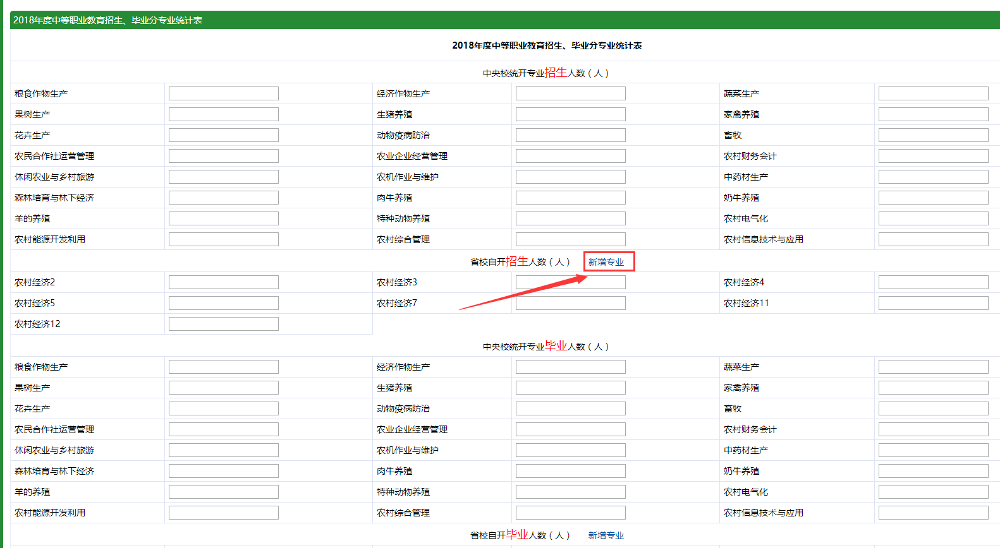 2018年度中等职业教育招生、毕业分专业统计表
2018年度中等职业教育招生、毕业分专业统计表
中央校统开专业招生人数（人）
粮食作物生产 经济作物生产 蔬菜生产
果树生产 生猪养殖 家禽养殖
花卉生产 动物疫病防治 畜牧
农民合作社运营管理 农业企业经营管理 农村财务会计
休闲农业与乡村旅游 农机作业与维护 中药材生产
森林培育与林下经济 肉牛养殖 奶牛养殖
羊的养殖 特种动物养殖 农村电气化
农村能源开发利用 农村综合管理 农村信息技术与应用
省校自开招生人数（人） 新增专业
农村经济2 农村经济3 农村经济4
农村经济5 农村经济7 农村经济11
农村经济12
中央校统开专业毕业人数（人）
粮食作物生产 经济作物生产 蔬菜生产
果树生产 生猪养殖 家禽养殖
花卉生产 动物疫病防治 畜牧
农民合作社运营管理 农业企业经营管理 农村财务会计
休闲农业与乡村旅游 农机作业与维护 中药材生产
森林培育与林下经济 肉牛养殖 奶牛养殖
羊的养殖 特种动物养殖 农村电气化
农村能源开发利用 农村综合管理 农村信息技术与应用
省校自开毕业人数（人） 新增专业